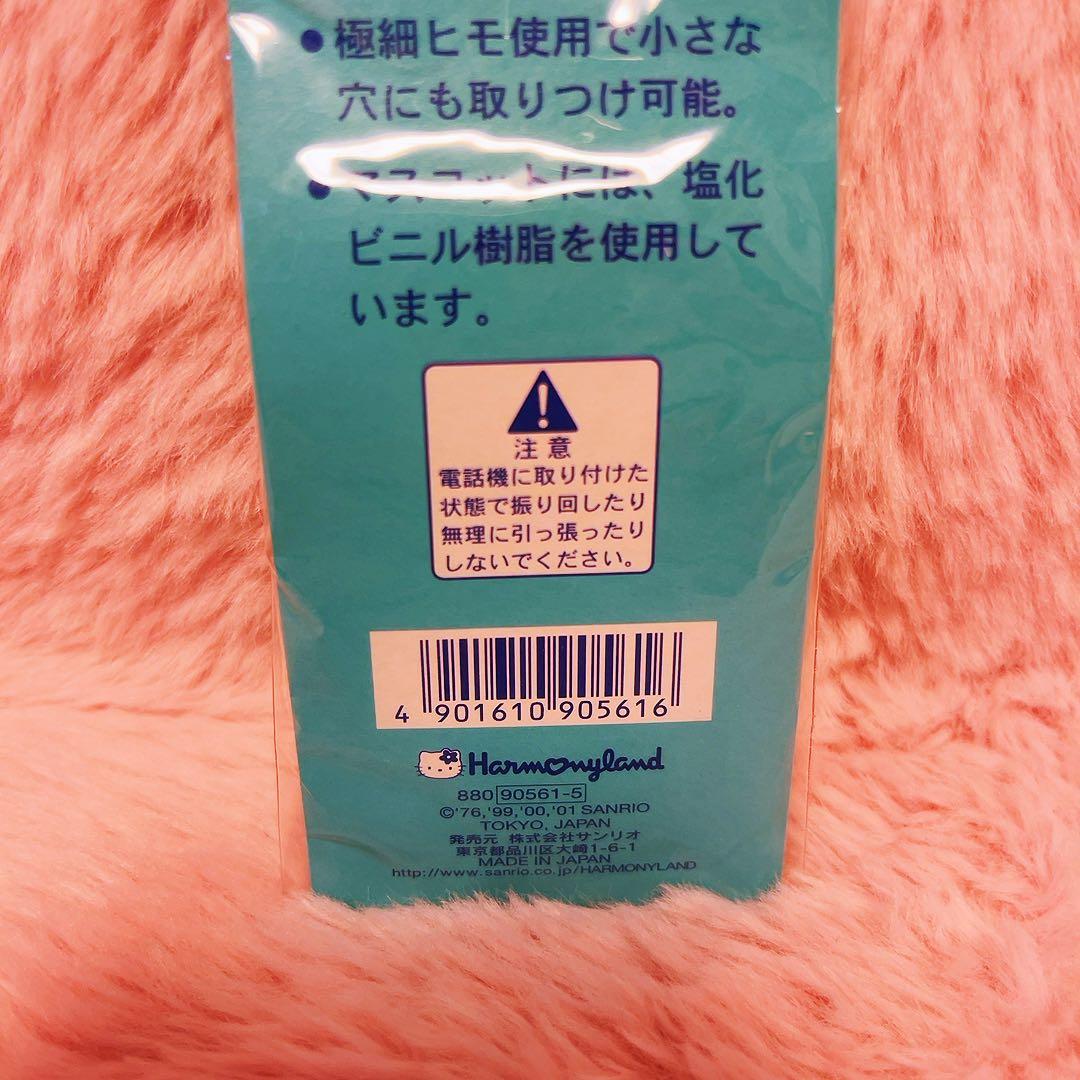 ●極細ヒモ使用で小さな
穴にも取りつけ可能。
●マスコットには、塩化
ビニル樹脂を使用して
います。
注意
電話機に取り付けた
状態で振り回したり
無理に引っ張ったり
しないでください。
4 901610 905616
Harmonyland
880 90561-5
©'76,'99,'00,'01 SANRIO
TOKYO, JAPAN
発売元 株式会社サンリオ
東京都品川区大崎1-6-1
MADE IN JAPAN
http://www.sanrio.co.jp/HARMONYLAND